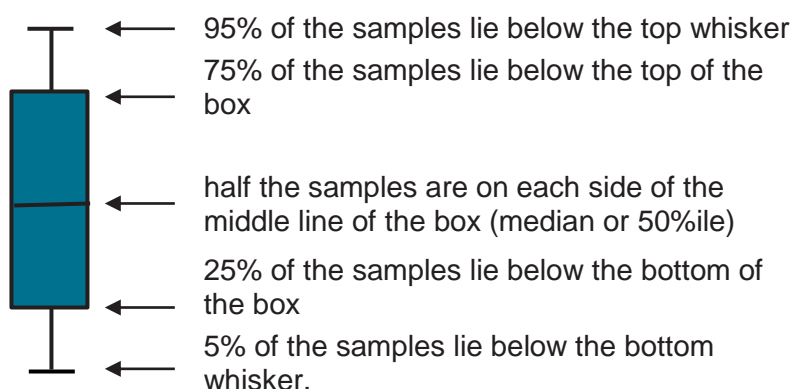 95% of the samples lie below the top whisker
75% of the samples lie below the top of the
box
half the samples are on each side of the
middle line of the box (median or 50%ile)
25% of the samples lie below the bottom of
the box
5% of the samples lie below the bottom
whisker.